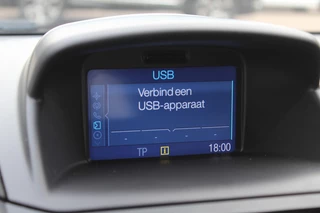 USB
Verbind een
USB-apparaat
TP 18:00